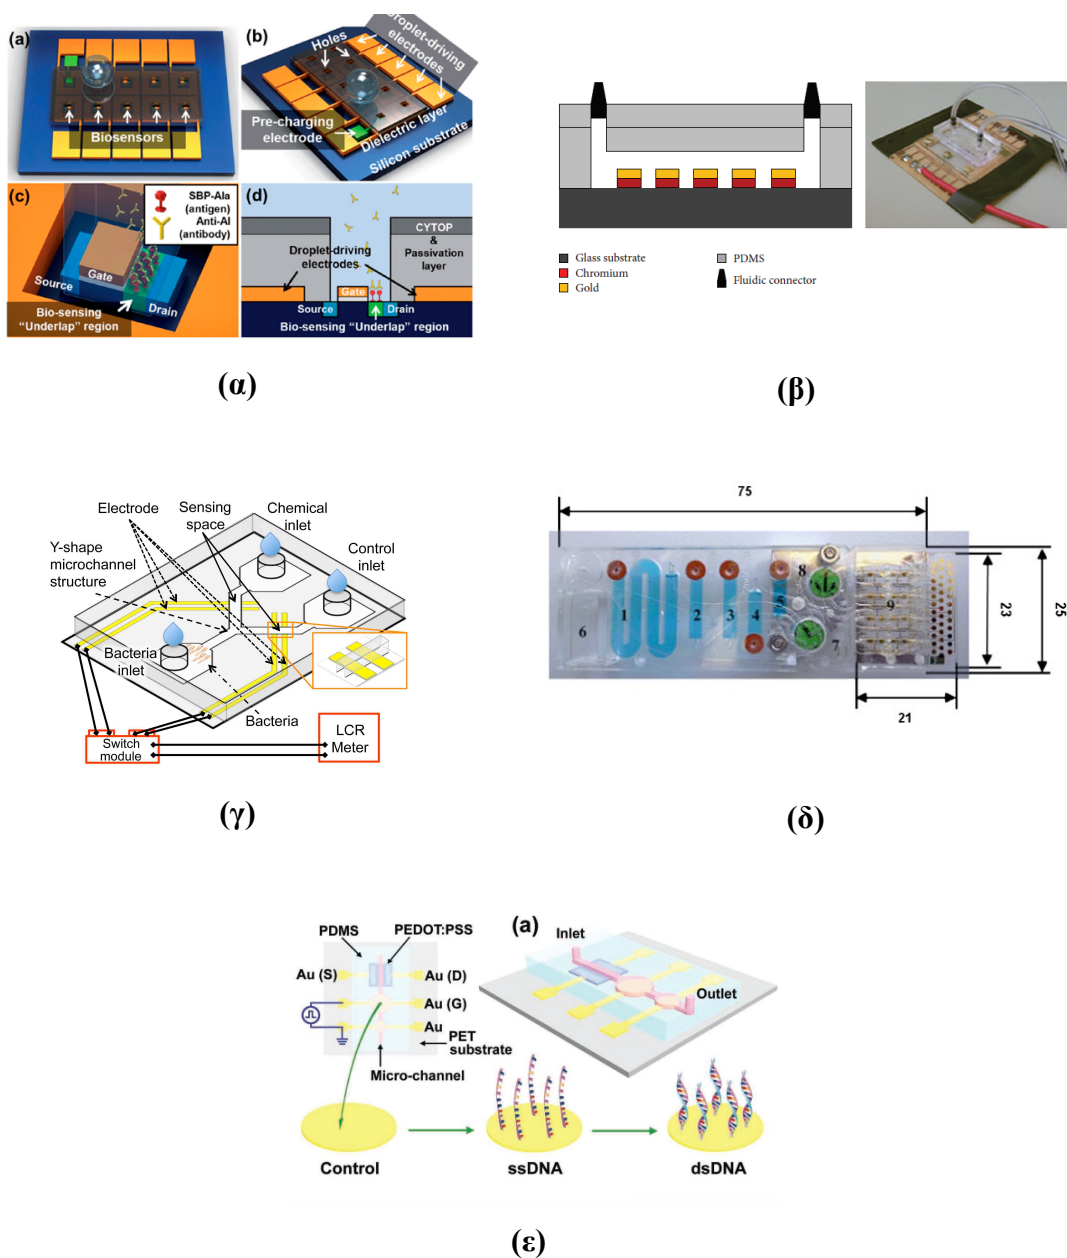 (a)
Biosensors
(b)
Holes
Droplet-driving
electrodes
Pre-charging
electrode
Dielectric layer
Silicon substrate
(c)
SBP-Ala
(antigen)
Anti-AI
(antibody)
Gate
Source
Drain
Bio-sensing
"Underlap" region
(d)
CYTOP
&
Passivation
layer
Droplet-driving
electrodes
Gate
Source
Drain
Bio-sensing "Underlap" region
(α)
Glass substrate
Chromium
Gold
PDMS
Fluidic connector
(β)
Electrode
Sensing
space
Chemical
inlet
Y-shape
microchannel
structure
Control
inlet
Bacteria
inlet
Bacteria
Switch
module
LCR
Meter
(γ)
75
1
2
3
4
5
6
7
8
9
23
25
21
(δ)
PDMS
PEDOT:PSS
Au (S)
Au (D)
Au (G)
Au
PET
substrate
Micro-channel
(a)
Inlet
Outlet
Control
ssDNA
dsDNA
(ε)